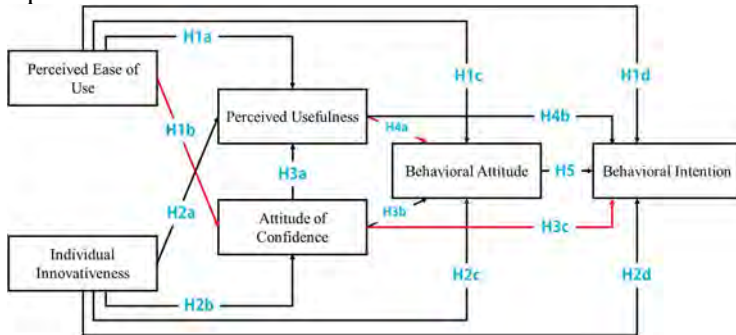 H1a
Perceived Ease of
Use
H1c
H1d
Perceived Usefulness
H4b
H1b
H4a
Behavioral Attitude
H5
Behavioral Intention
H3a
H2a
Attitude of
Confidence
H3b
H3c
Individual
Innovativeness
H2c
H2d
H2b